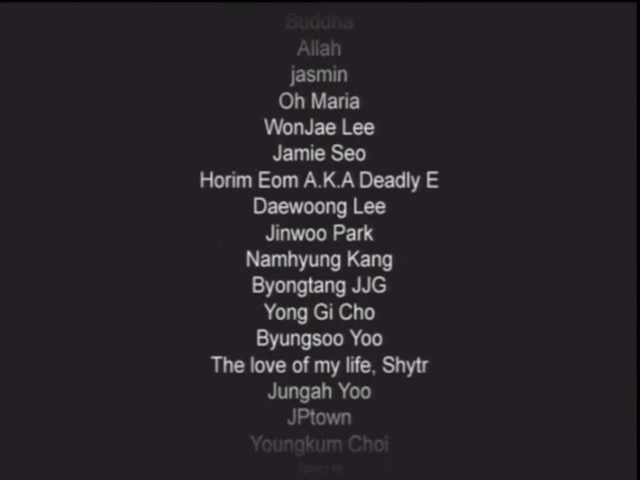 Buddha
Allah
jasmin
Oh Maria
WonJae Lee
Jamie Seo
Horim Eom A.K.A Deadly E
Daewoong Lee
Jinwoo Park
Namhyung Kang
Byongtang JJG
Yong Gi Cho
Byungsoo Yoo
The love of my life, Shytr
Jungah Yoo
JPtown
Youngkum Choi